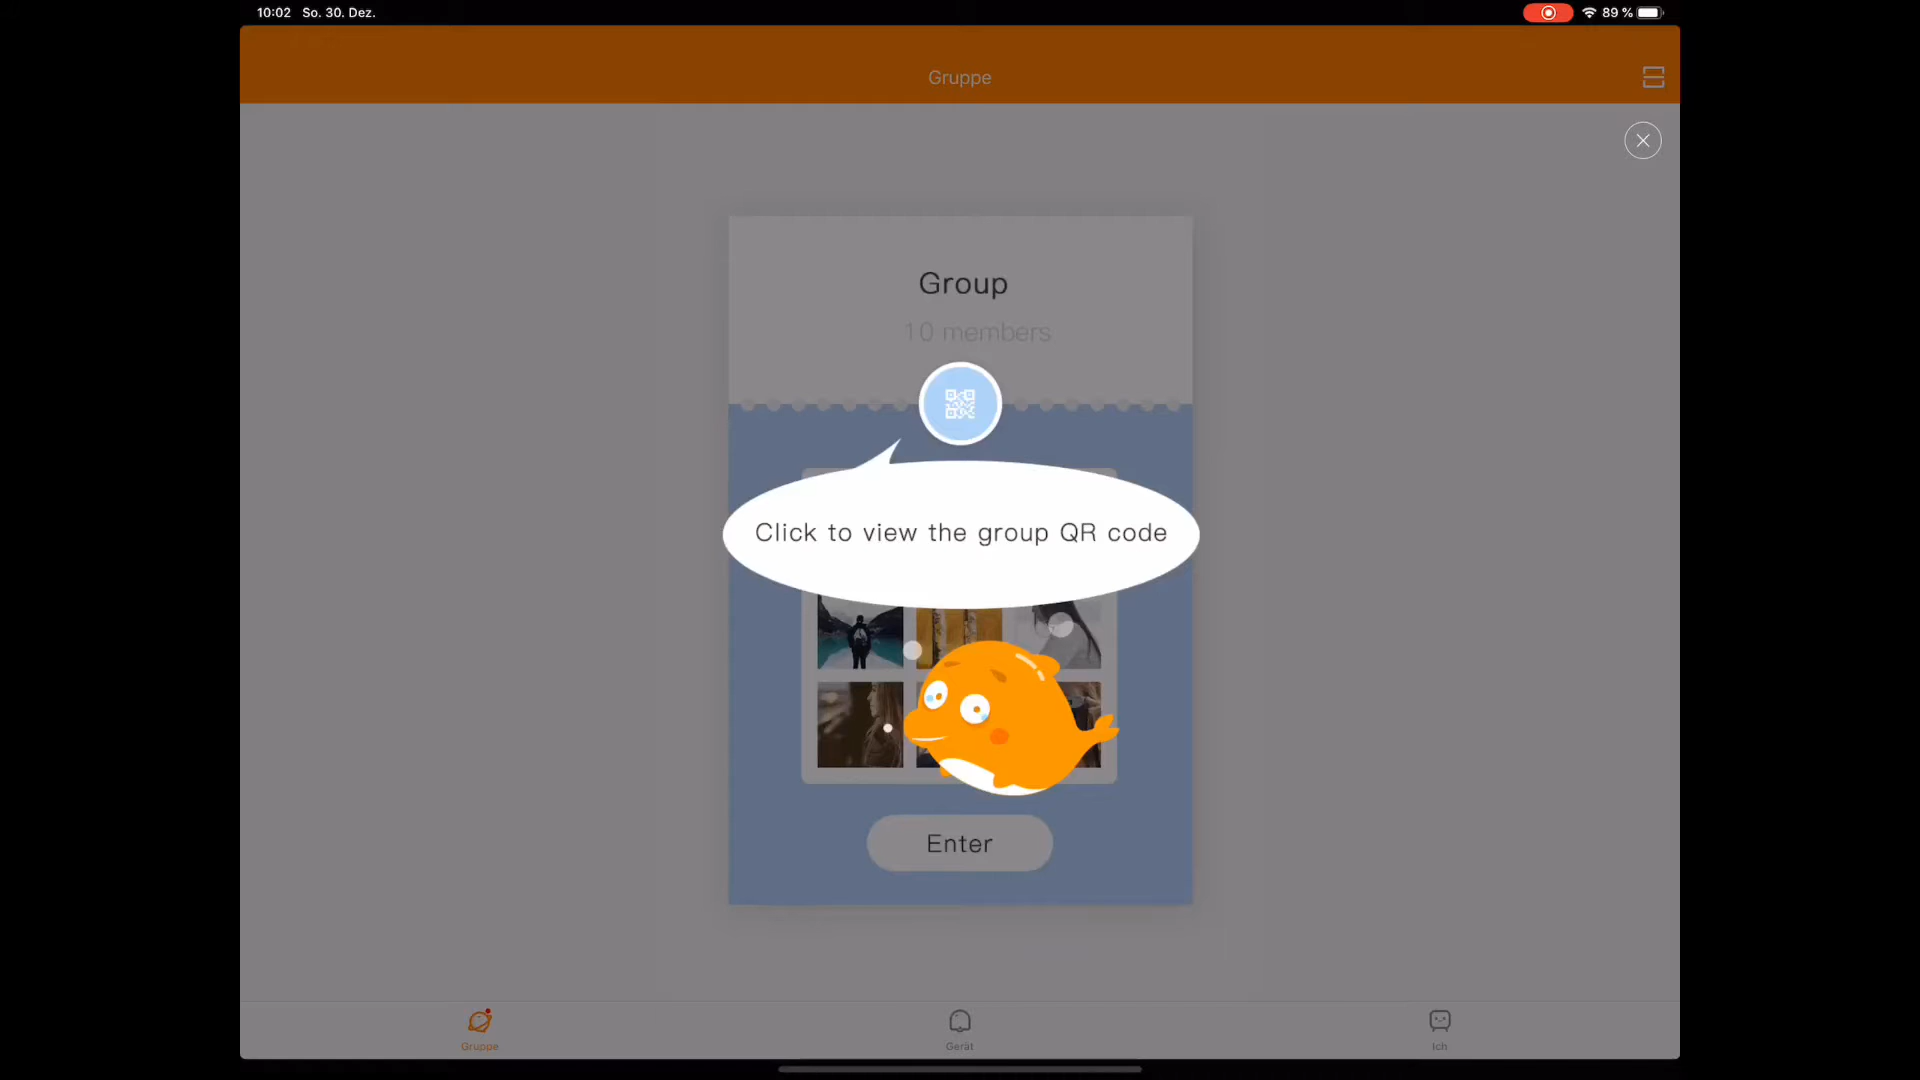 10:02 So. 30. Dez.
89 %
Gruppe
Group
10 members
Click to view the group QR code
Enter
Gruppe
Gerät
Ich